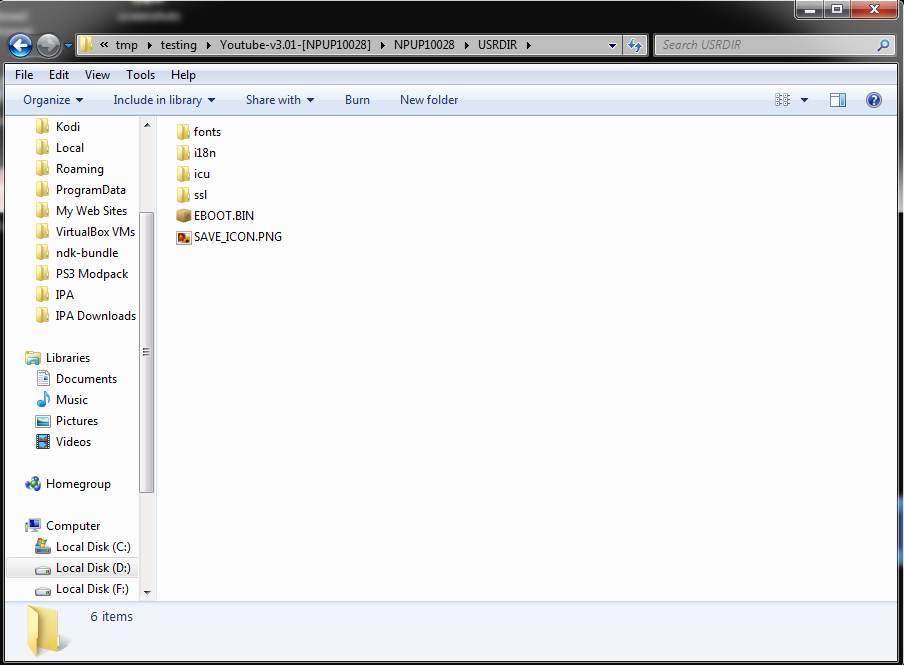 « tmp ▸ testing ▸ Youtube-v3.01-[NPUP10028] ▸ NPUP10028 ▸ USRDIR ▸ Search USRDIR
File Edit View Tools Help
Organize Include in library Share with Burn New folder
Kodi
Local
Roaming
ProgramData
My Web Sites
VirtualBox VMs
ndk-bundle
PS3 Modpack
IPA
IPA Downloads
Libraries
Documents
Music
Pictures
Videos
Homegroup
Computer
Local Disk (C:)
Local Disk (D:)
Local Disk (F:)
fonts
i18n
icu
ssl
EBOOT.BIN
SAVE_ICON.PNG
6 items